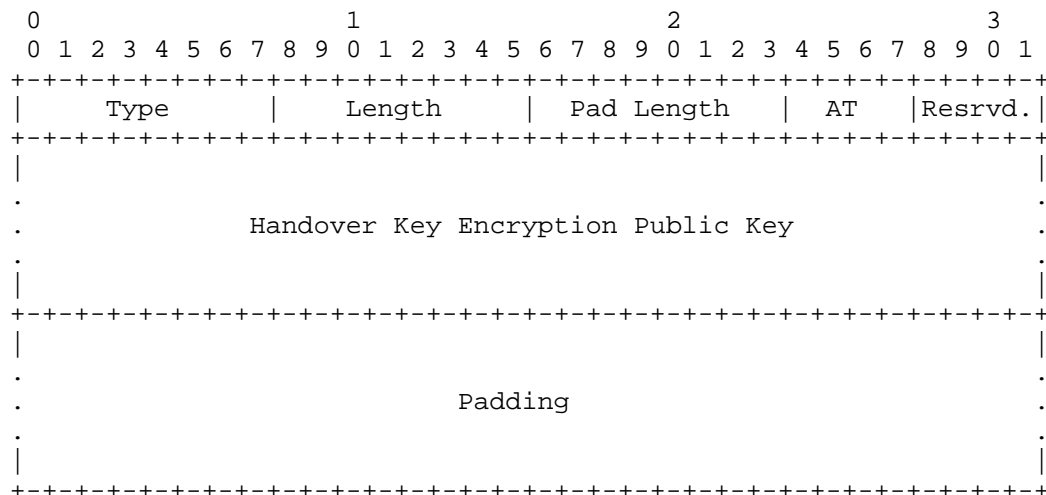 0                   1                   2                   3
 0 1 2 3 4 5 6 7 8 9 0 1 2 3 4 5 6 7 8 9 0 1 2 3 4 5 6 7 8 9 0 1
+-+-+-+-+-+-+-+-+-+-+-+-+-+-+-+-+-+-+-+-+-+-+-+-+-+-+-+-+-+-+-+-+
|     Type      |    Length     |  Pad Length   |  AT   |Resrvd.|
+-+-+-+-+-+-+-+-+-+-+-+-+-+-+-+-+-+-+-+-+-+-+-+-+-+-+-+-+-+-+-+-+
|                                                               |
.                                                               .
.              Handover Key Encryption Public Key               .
.                                                               .
|                                                               |
+-+-+-+-+-+-+-+-+-+-+-+-+-+-+-+-+-+-+-+-+-+-+-+-+-+-+-+-+-+-+-+-+
|                                                               |
.                                                               .
.                           Padding                             .
.                                                               .
|                                                               |
+-+-+-+-+-+-+-+-+-+-+-+-+-+-+-+-+-+-+-+-+-+-+-+-+-+-+-+-+-+-+-+-+